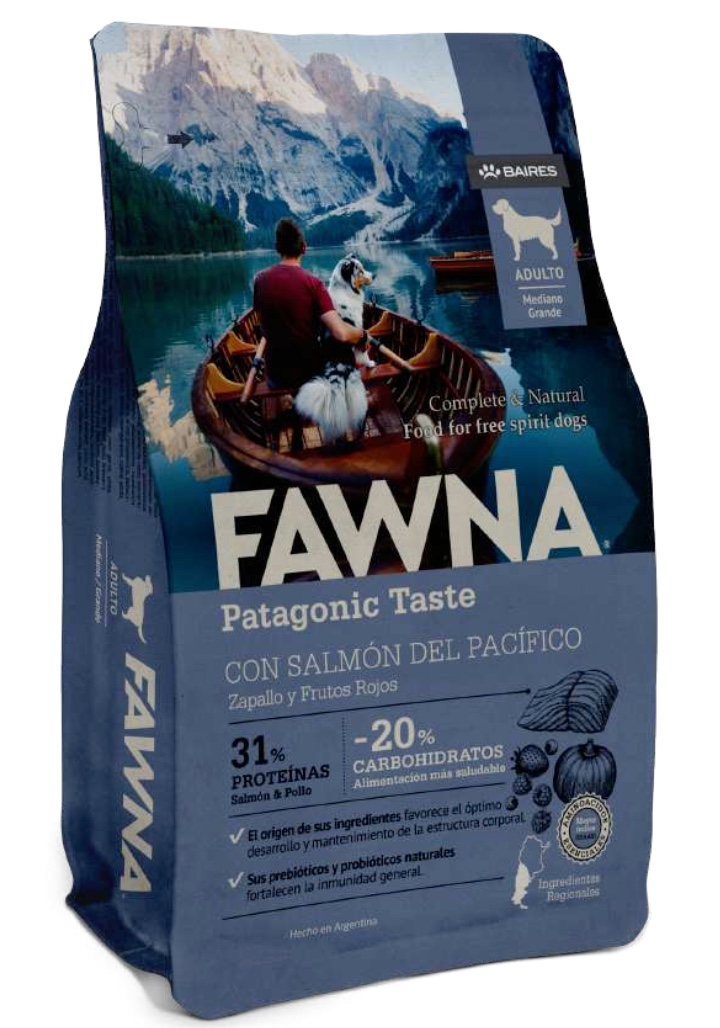 BAIRES
ADULTO
Mediano
Grande
Complete & Natural
Food for free spirit dogs
FAWNA
Patagonic Taste
CON SALMÓN DEL PACÍFICO
Zapallo y Frutos Rojos
31%
PROTEÍNAS
Salmón & Pollo
-20%
CARBOHIDRATOS
Alimentación más saludable
El origen de sus ingredientes favorece el óptimo
desarrollo y mantenimiento de la estructura corporal.
Sus prebióticos y probióticos naturales
fortalecen la inmunidad general.
AMINOÁCIDOS
ESENCIALES
Ingredientes
Regionales
Hecho en Argentina
ADULTO
Mediano / Grande
FAWNA